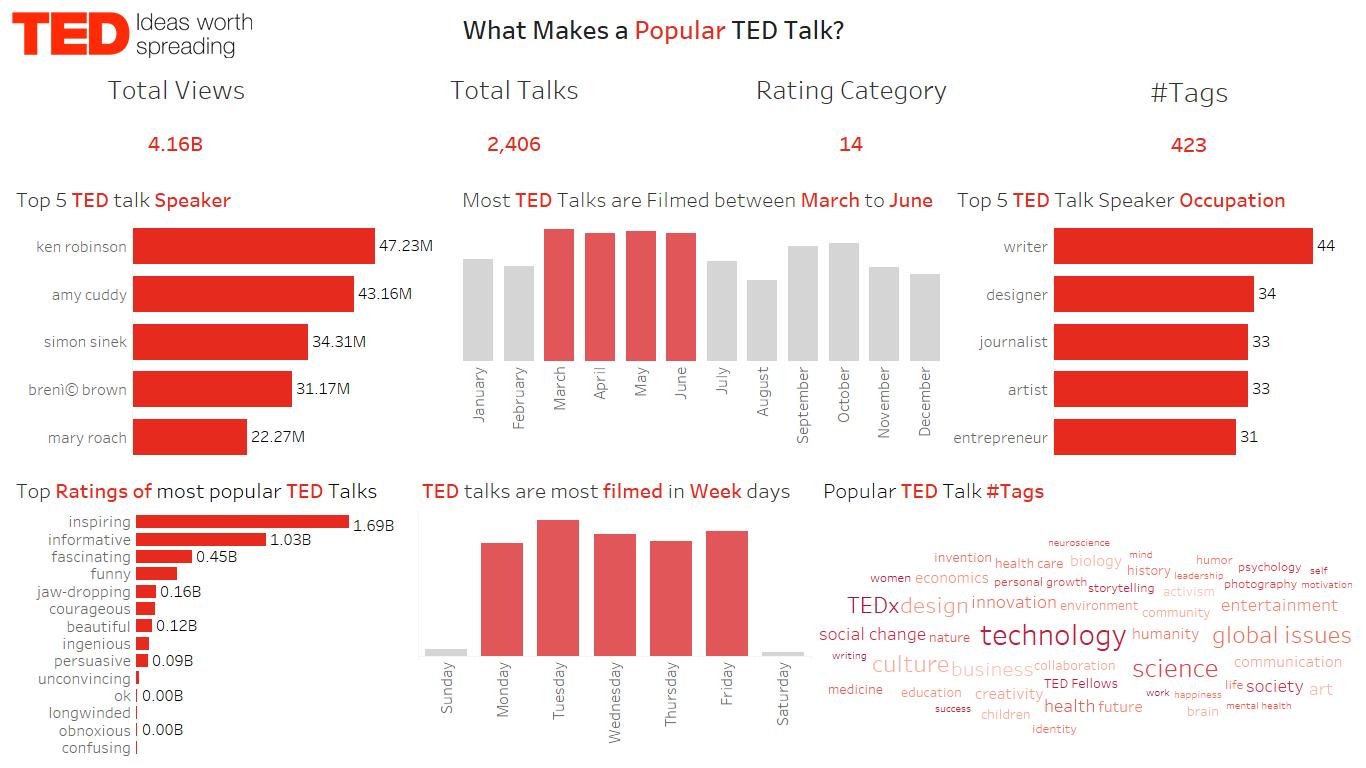 TED Ideas worth
spreading
What Makes a Popular TED Talk?
Total Views
Total Talks
Rating Category
#Tags
4.16B
2,406
14
423
Top 5 TED talk Speaker
ken robinson 47.23M
amy cuddy 43.16M
simon sinek 34.31M
breni© brown 31.17M
mary roach 22.27M
Most TED Talks are Filmed between March to June
January
February
March
April
May
June
July
August
September
October
November
December
Top 5 TED Talk Speaker Occupation
writer 44
designer 34
journalist 33
artist 33
entrepreneur 31
Top Ratings of most popular TED Talks
inspiring 1.69B
informative 1.03B
fascinating 0.45B
funny
jaw-dropping 0.16B
courageous
beautiful 0.12B
ingenious
persuasive 0.09B
unconvincing
ok 0.00B
longwinded
obnoxious 0.00B
confusing
TED talks are most filmed in Week days
Sunday
Monday
Tuesday
Wednesday
Thursday
Friday
Saturday
Popular TED Talk #Tags
neuroscience
invention health care biology mind humor psychology self
women economics personal growth storytelling history leadership photography motivation
activism
TEDx design innovation environment community entertainment
social change nature technology humanity global issues
writing culture business collaboration science communication
medicine education creativity TED Fellows work happiness life society art
success children health future brain mental health
identity